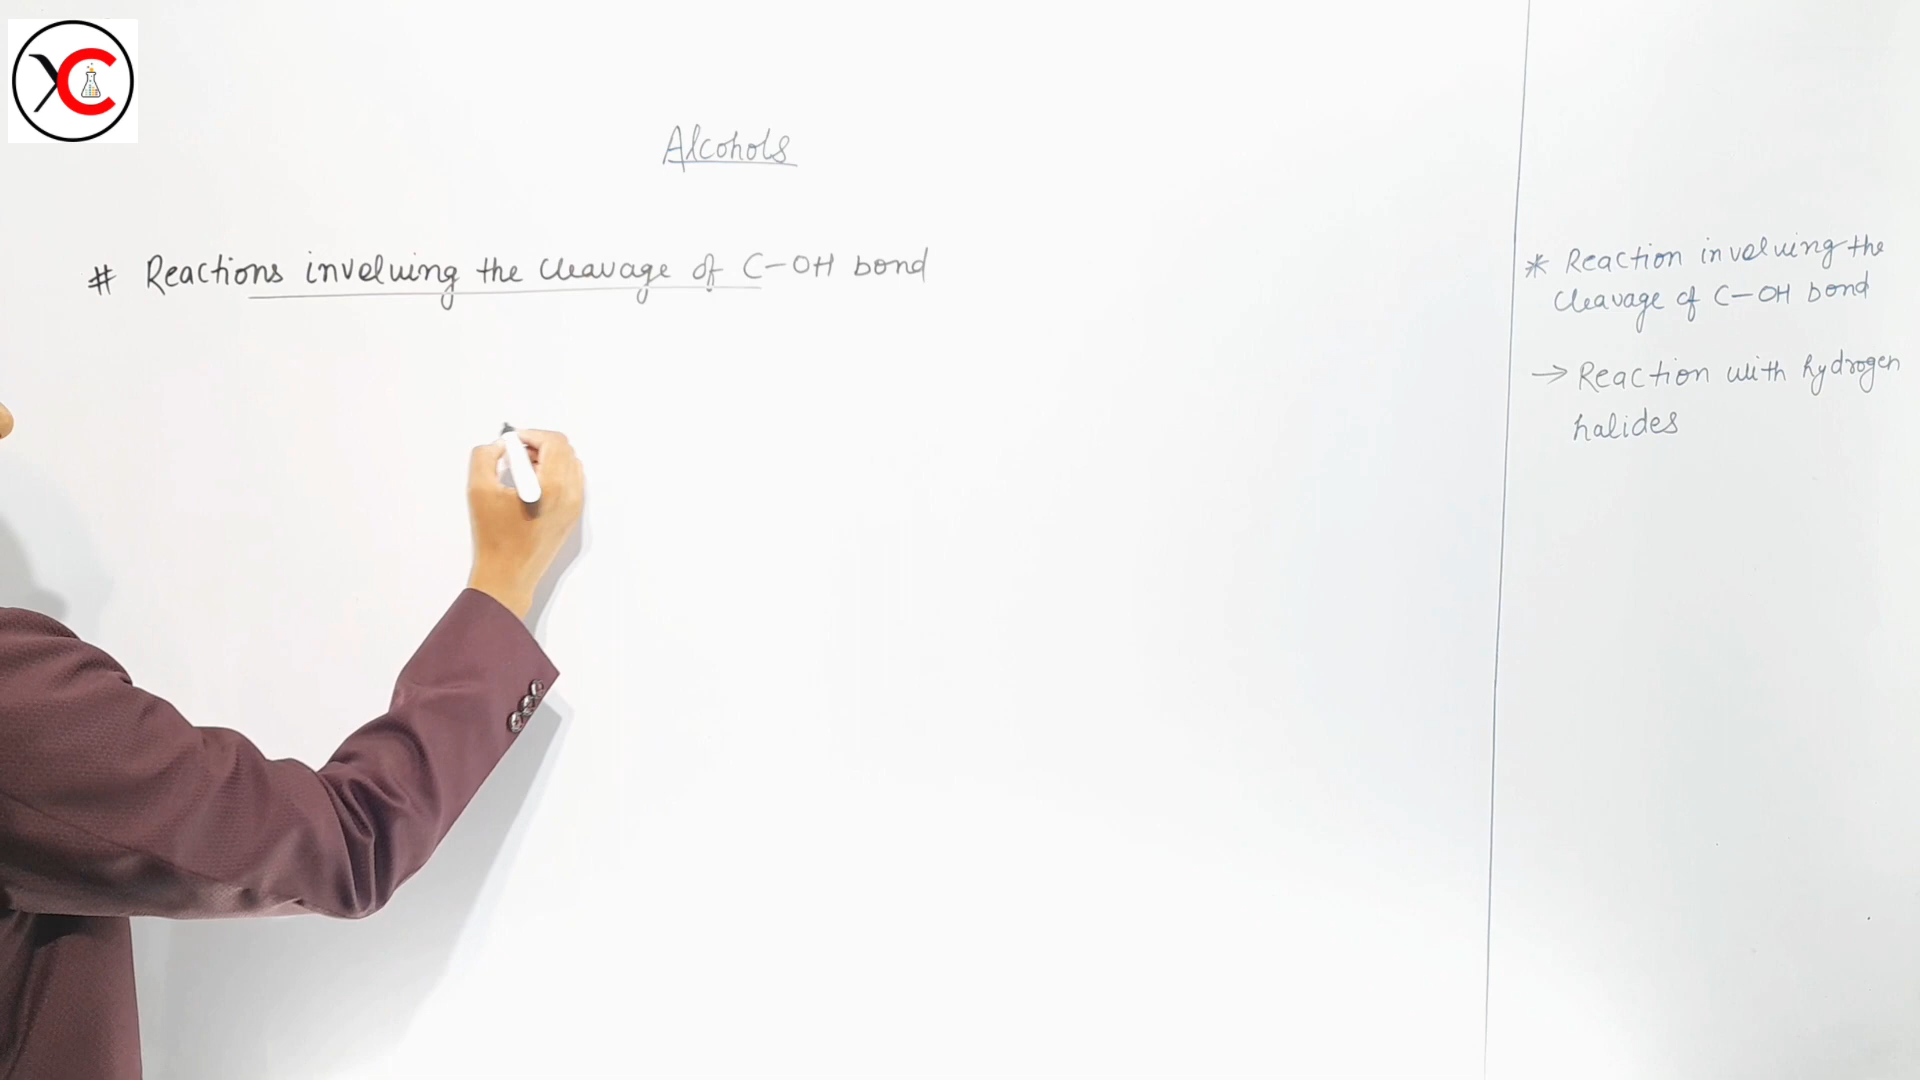 Alcohols
# Reactions involving the cleavage of C-OH bond
* Reaction involving the
cleavage of C-OH bond
→ Reaction with hydrogen
halides